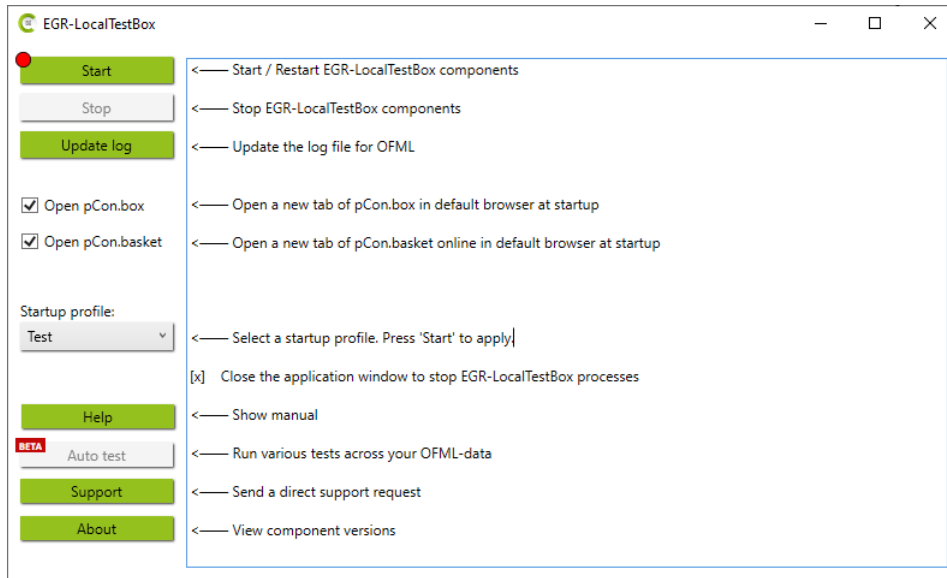 EGR-LocalTestBox
Start
<—— Start / Restart EGR-LocalTestBox components
Stop
<—— Stop EGR-LocalTestBox components
Update log
<—— Update the log file for OFML
Open pCon.box
<—— Open a new tab of pCon.box in default browser at startup
Open pCon.basket
<—— Open a new tab of pCon.basket online in default browser at startup
Startup profile:
Test
<—— Select a startup profile. Press 'Start' to apply.
[x] Close the application window to stop EGR-LocalTestBox processes
Help
<—— Show manual
BETA
Auto test
<—— Run various tests across your OFML-data
Support
<—— Send a direct support request
About
<—— View component versions